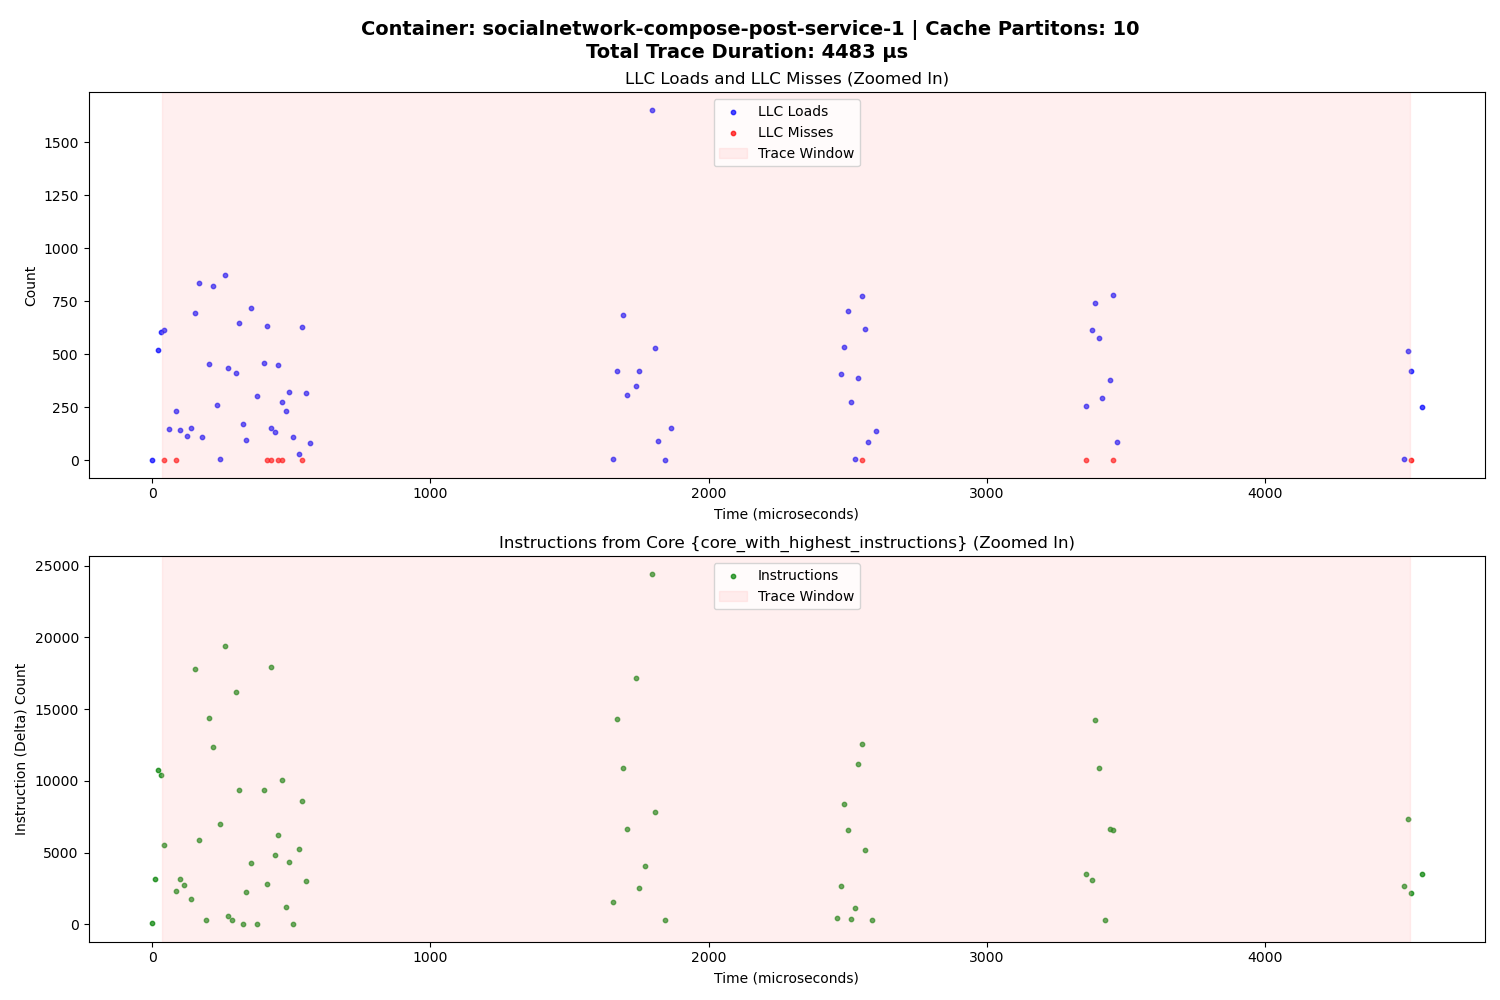 Container: socialnetwork-compose-post-service-1 | Cache Partitons: 10
Total Trace Duration: 4483 µs
LLC Loads and LLC Misses (Zoomed In)
LLC Loads
LLC Misses
Trace Window
Count
1500
1250
1000
750
500
250
0
0
1000
2000
3000
4000
Time (microseconds)
Instructions from Core {core_with_highest_instructions} (Zoomed In)
Instructions
Trace Window
Instruction (Delta) Count
25000
20000
15000
10000
5000
0
0
1000
2000
3000
4000
Time (microseconds)